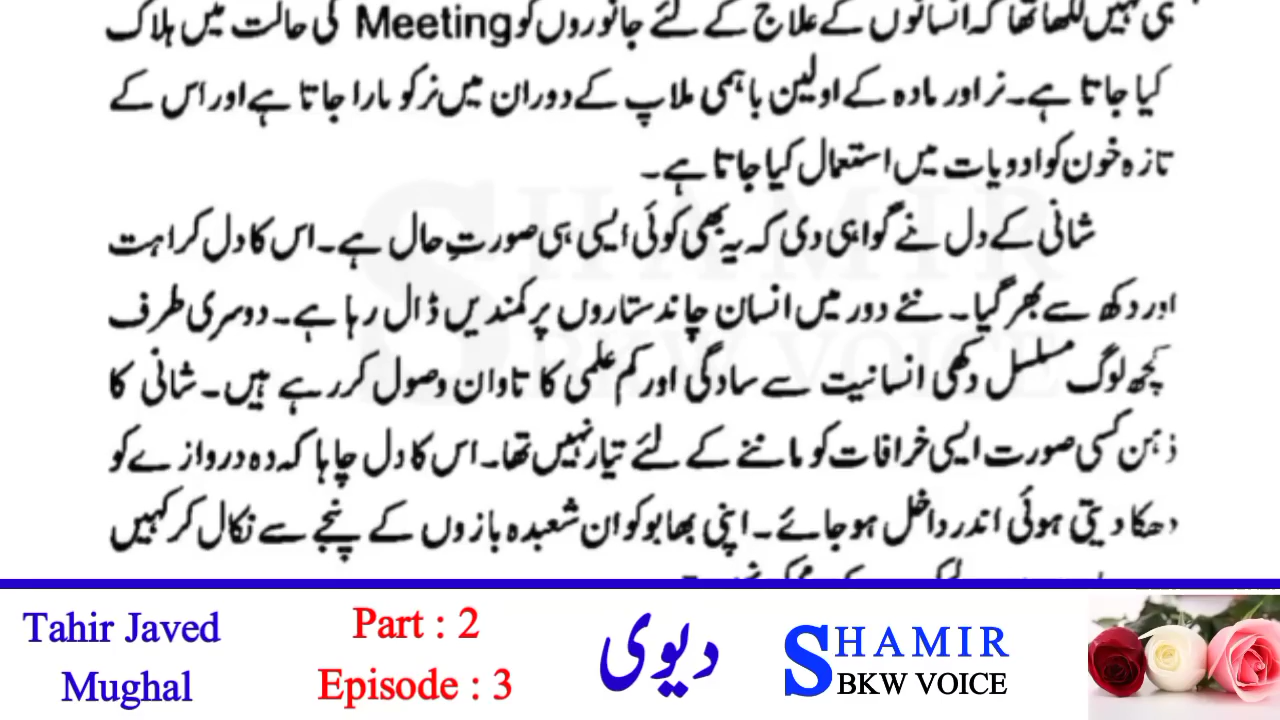 ہی نہیں لکھا تھا کہ انسانوں کے علاج کے لئے جانوروں کو Meeting کی حالت میں ہلاک
کیا جاتا ہے۔ نر اور مادہ کے اولین باہمی ملاپ کے دوران میں نر کو مارا جاتا ہے اور اس کے
تازہ خون کو ادویات میں استعمال کیا جاتا ہے۔
شانی کے دل نے گواہی دی کہ یہ بھی کوئی ایسی ہی صورتِ حال ہے۔ اس کا دل کراہت
اور دکھ سے بھر گیا۔ نئے دور میں انسان چاند ستاروں پر کمندیں ڈال رہا ہے۔ دوسری طرف
کچھ لوگ مسلسل دکھی انسانیت سے سادگی اور کم علمی کا تاوان وصول کر رہے ہیں۔ شانی کا
ذہن کسی صورت ایسی خرافات کو ماننے کے لئے تیار نہیں تھا۔ اس کا دل چاہا کہ وہ دروازے کو
دھکا دیتی ہوئی اندر داخل ہو جائے۔ اپنی بھابو کو ان شعبدہ بازوں کے پنجے سے نکال کر کہیں
SHAMIR
BKW VOICE
Tahir Javed
Mughal
Part : 2
Episode : 3
دیوی
SHAMIR
BKW VOICE